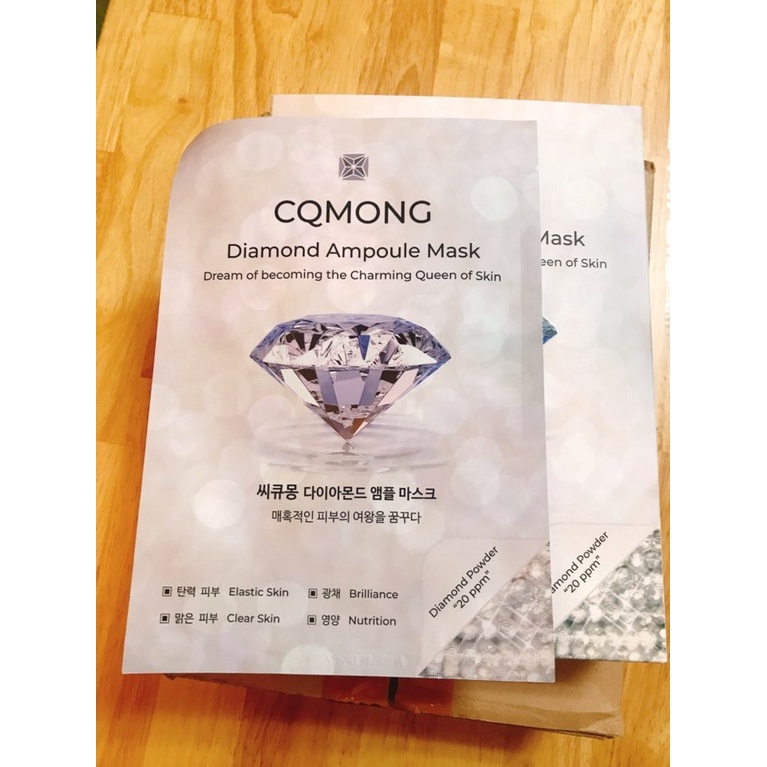 CQMONG
Diamond Ampoule Mask
Dream of becoming the Charming Queen of Skin
씨큐몽 다이아몬드 앰플 마스크
매혹적인 피부의 여왕을 꿈꾸다
탄력 피부 Elastic Skin
광채 Brilliance
맑은 피부 Clear Skin
영양 Nutrition
Diamond Powder
"20 ppm"
Mask
een of Skin
amond Powder
"20 ppm"